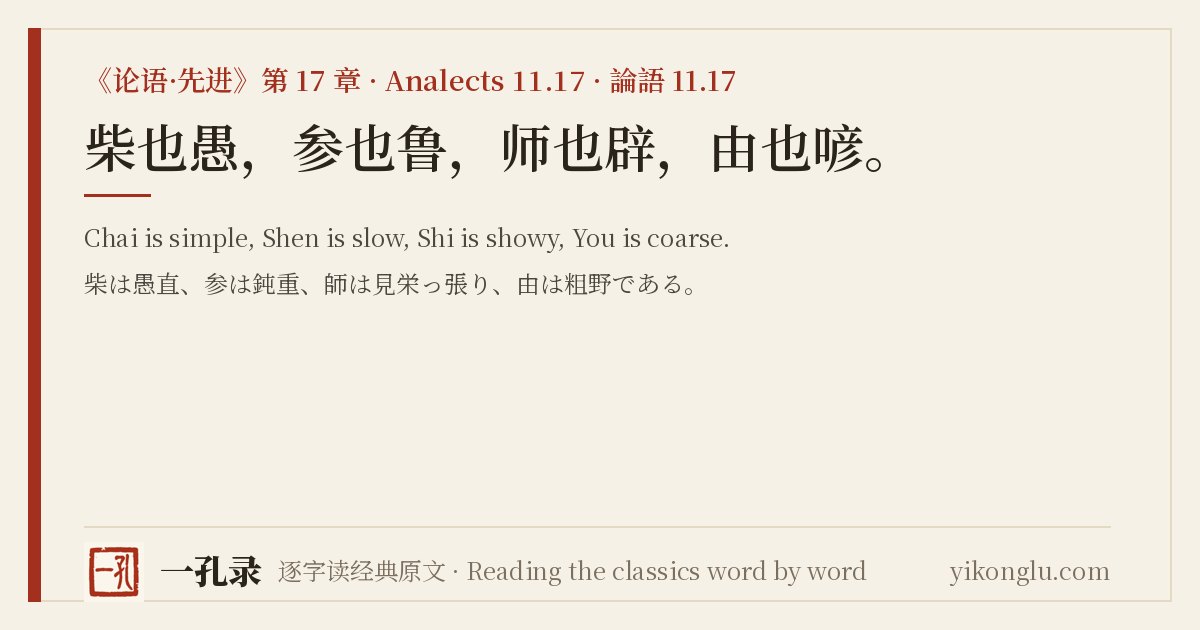 《论语·先进》第 17 章 · Analects 11.17 · 論語 11.17
柴也愚，参也鲁，师也辟，由也喭。
Chai is simple, Shen is slow, Shi is showy, You is coarse.
柴は愚直、参は鈍重、師は見栄っ張り、由は粗野である。
一孔
一孔录 逐字读经典原文 · Reading the classics word by word yikonglu.com